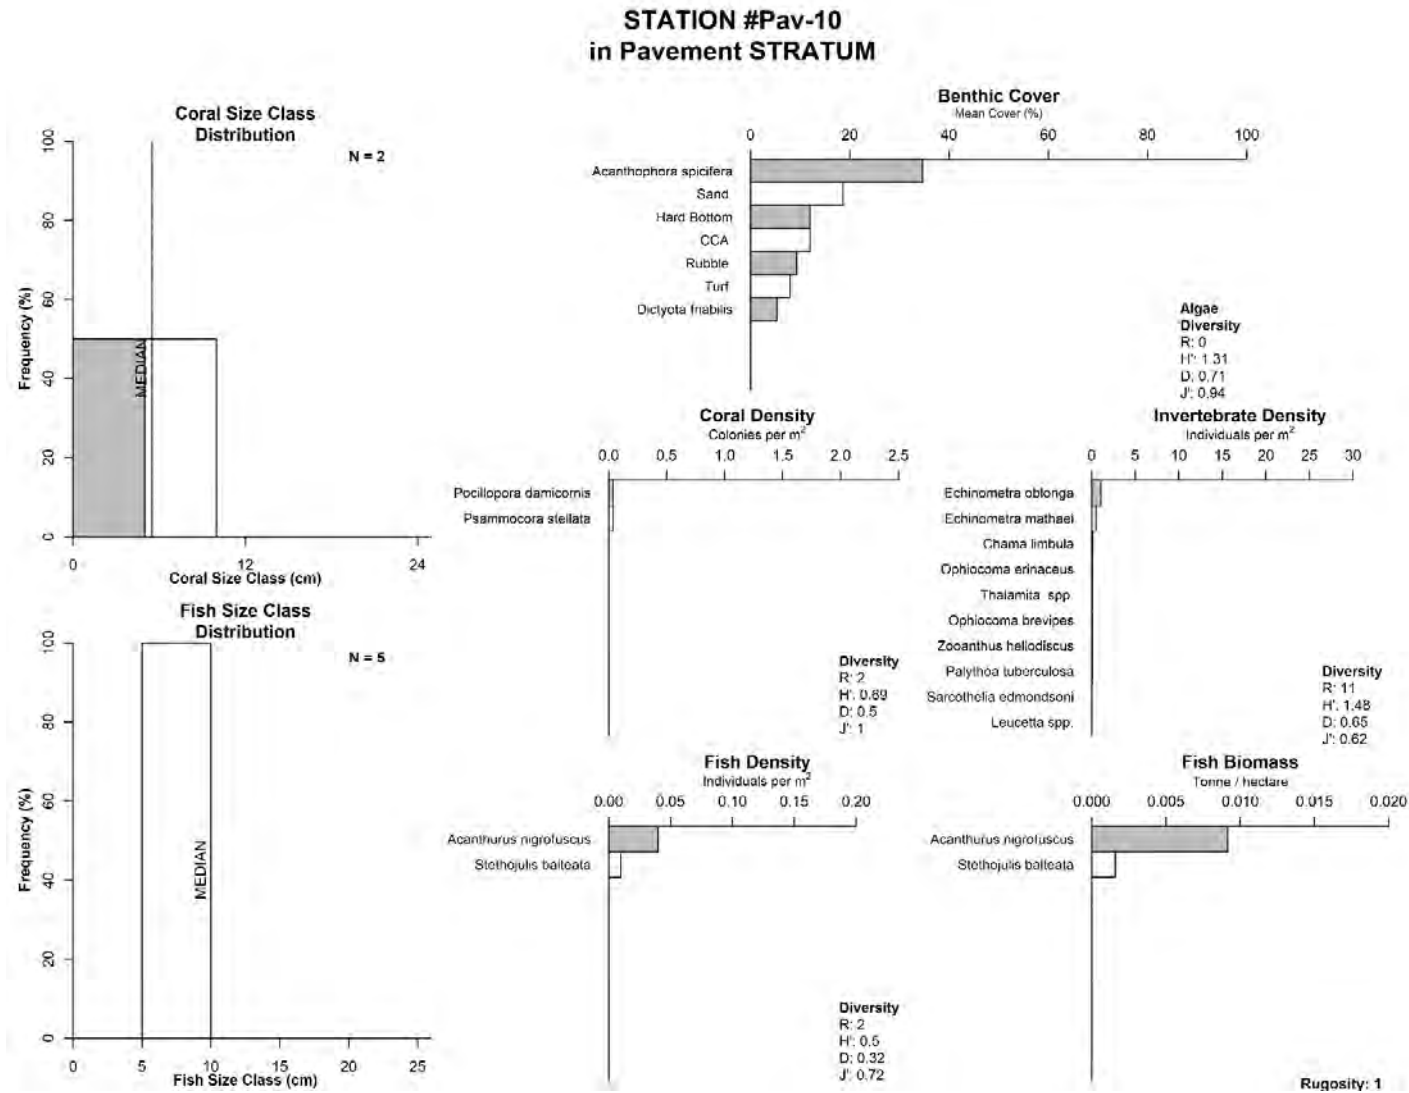 STATION #Pav-10
in Pavement STRATUM
Coral Size Class
Distribution
N = 2
Frequency (%)
0 20 40 60 80 100
MEDIAN
0 12 24
Coral Size Class (cm)
Benthic Cover
Mean Cover (%)
0 20 40 60 80 100
Acanthophora spicifera
Sand
Hard Bottom
CCA
Rubble
Turf
Dictyota friabilis
Algae
Diversity
R: 0
H': 1.31
D: 0.71
J': 0.94
Coral Density
Colonies per m²
0.0 0.5 1.0 1.5 2.0 2.5
Pocillopora damicornis
Psammocora stellata
Diversity
R: 2
H': 0.69
D: 0.5
J': 1
Invertebrate Density
Individuals per m²
0 5 10 15 20 25 30
Echinometra oblonga
Echinometra mathaei
Chama limbula
Ophiocoma erinaceus
Thalamita spp.
Ophiocoma brevipes
Zooanthus heliodiscus
Palythoa tuberculosa
Sarcothelia edmondsoni
Leucetta spp.
Diversity
R: 11
H': 1.48
D: 0.65
J': 0.62
Fish Size Class
Distribution
N = 5
Frequency (%)
0 20 40 60 80 100
MEDIAN
0 5 10 15 20 25
Fish Size Class (cm)
Fish Density
Individuals per m²
0.00 0.05 0.10 0.15 0.20
Acanthurus nigrofuscus
Stethojulis balteata
Diversity
R: 2
H': 0.5
D: 0.32
J': 0.72
Fish Biomass
Tonne / hectare
0.000 0.005 0.010 0.015 0.020
Acanthurus nigrofuscus
Stethojulis balteata
Rugosity: 1